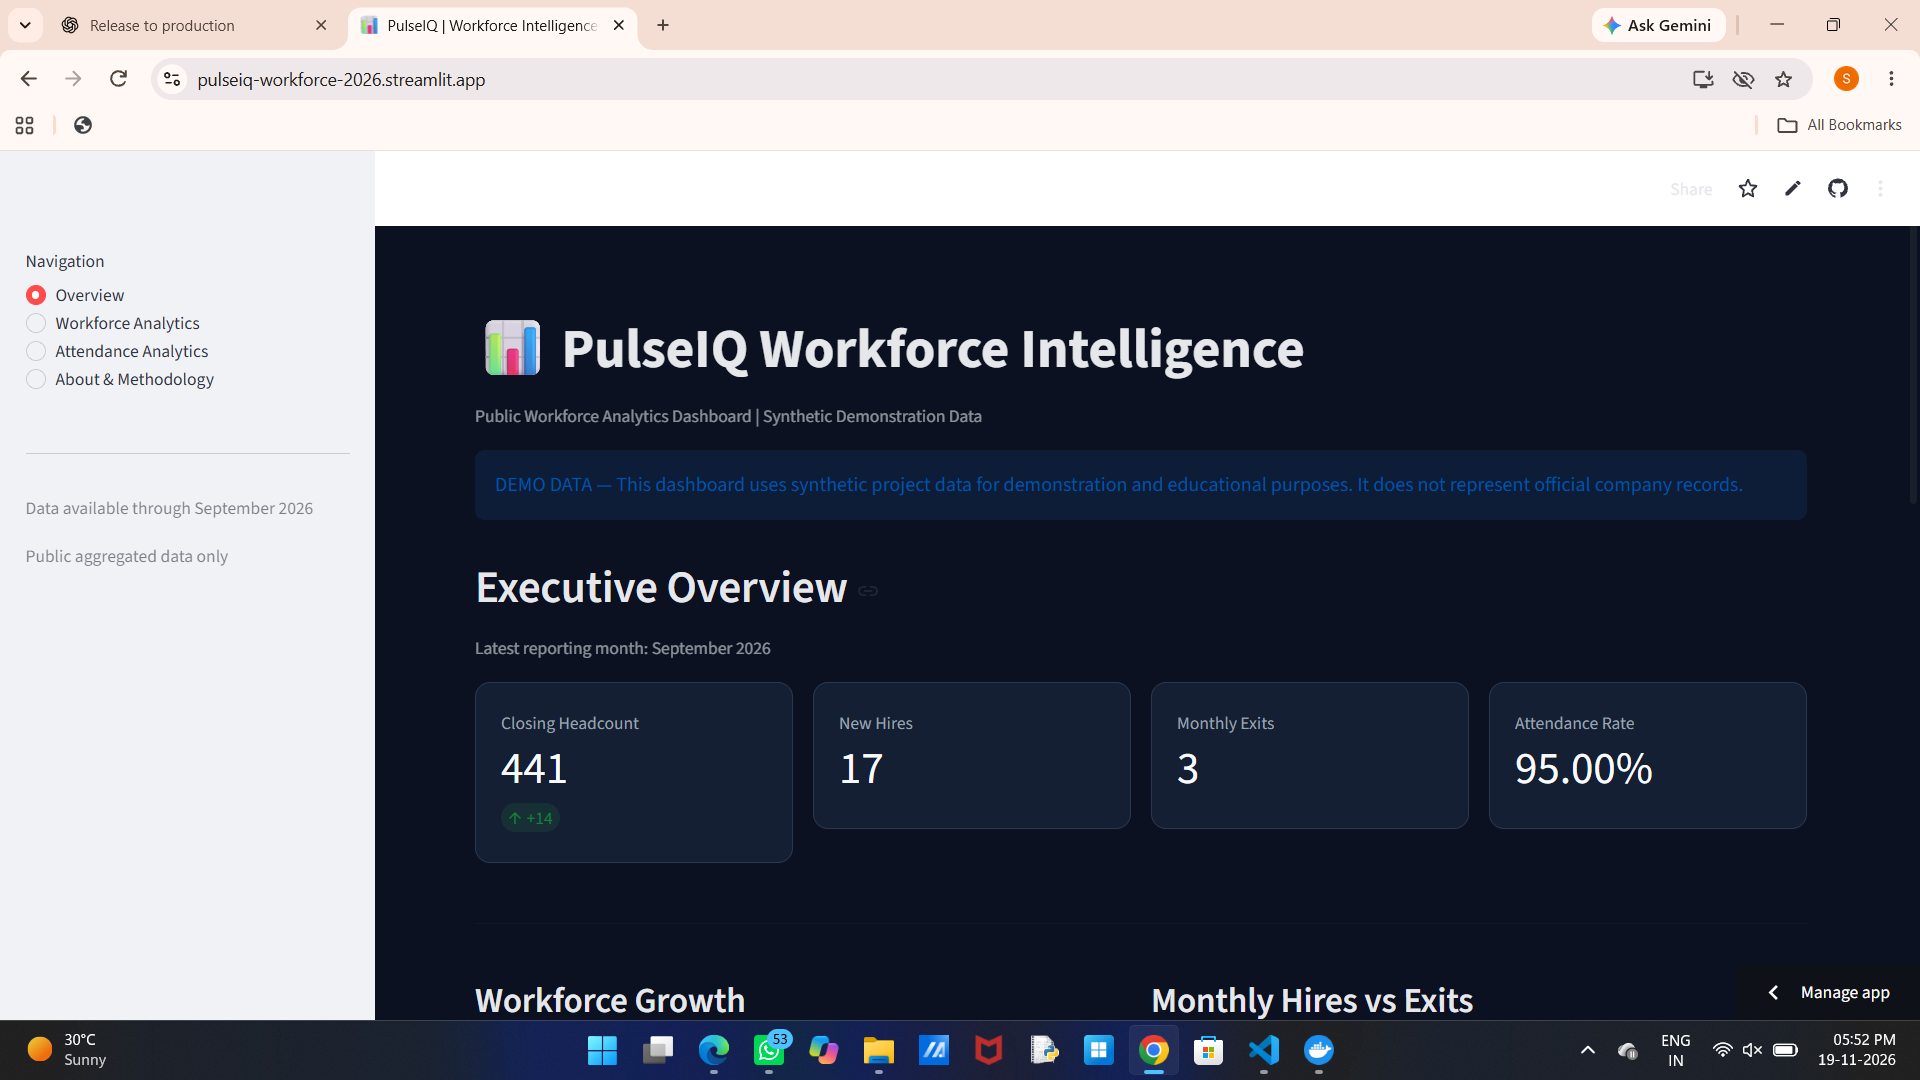 Release to production
PulseIQ | Workforce Intelligence
Ask Gemini
pulseiq-workforce-2026.streamlit.app
S
All Bookmarks
Share
Navigation
Overview
Workforce Analytics
Attendance Analytics
About & Methodology
Data available through September 2026
Public aggregated data only
PulseIQ Workforce Intelligence
Public Workforce Analytics Dashboard | Synthetic Demonstration Data
DEMO DATA — This dashboard uses synthetic project data for demonstration and educational purposes. It does not represent official company records.
Executive Overview
Latest reporting month: September 2026
Closing Headcount
441
↑ +14
New Hires
17
Monthly Exits
3
Attendance Rate
95.00%
Workforce Growth
Monthly Hires vs Exits
Manage app
30°C
Sunny
53
ENG
IN
05:52 PM
19-11-2026